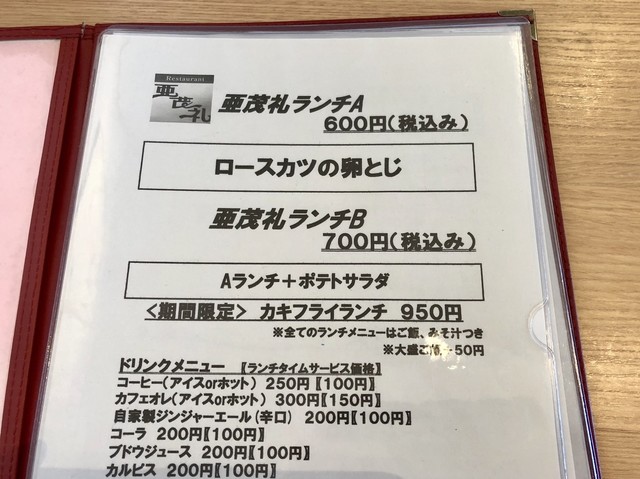 Restaurant
亜茂礼
亜茂礼ランチA
600円(税込み)
ロースカツの卵とじ
亜茂礼ランチB
700円(税込み)
Aランチ+ポテトサラダ
<期間限定> カキフライランチ 950円
※全てのランチメニューはご飯、みそ汁つき
※大盛ご飯+50円
ドリンクメニュー 【ランチタイムサービス価格】
コーヒー(アイスorホット) 250円【100円】
カフェオレ(アイスorホット) 300円【150円】
自家製ジンジャーエール(辛口) 200円【100円】
コーラ 200円【100円】
ブドウジュース 200円【100円】
カルピス 200円【100円】